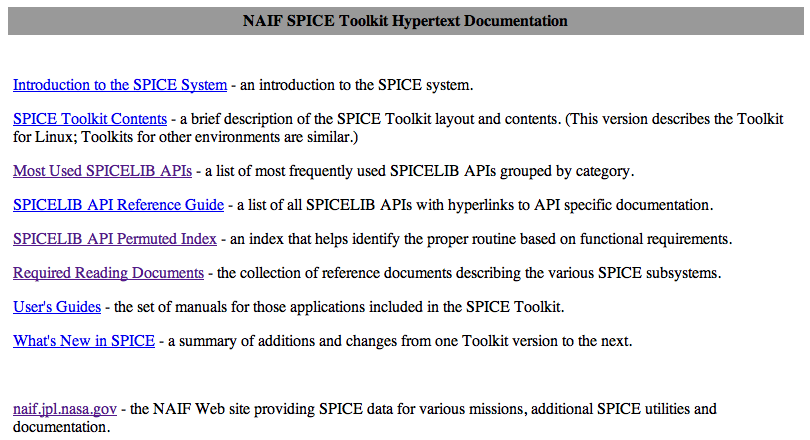 NAIF SPICE Toolkit Hypertext Documentation
Introduction to the SPICE System - an introduction to the SPICE system.
SPICE Toolkit Contents - a brief description of the SPICE Toolkit layout and contents. (This version describes the Toolkit
for Linux; Toolkits for other environments are similar.)
Most Used SPICELIB APIs - a list of most frequently used SPICELIB APIs grouped by category.
SPICELIB API Reference Guide - a list of all SPICELIB APIs with hyperlinks to API specific documentation.
SPICELIB API Permuted Index - an index that helps identify the proper routine based on functional requirements.
Required Reading Documents - the collection of reference documents describing the various SPICE subsystems.
User's Guides - the set of manuals for those applications included in the SPICE Toolkit.
What's New in SPICE - a summary of additions and changes from one Toolkit version to the next.
naif.jpl.nasa.gov - the NAIF Web site providing SPICE data for various missions, additional SPICE utilities and
documentation.